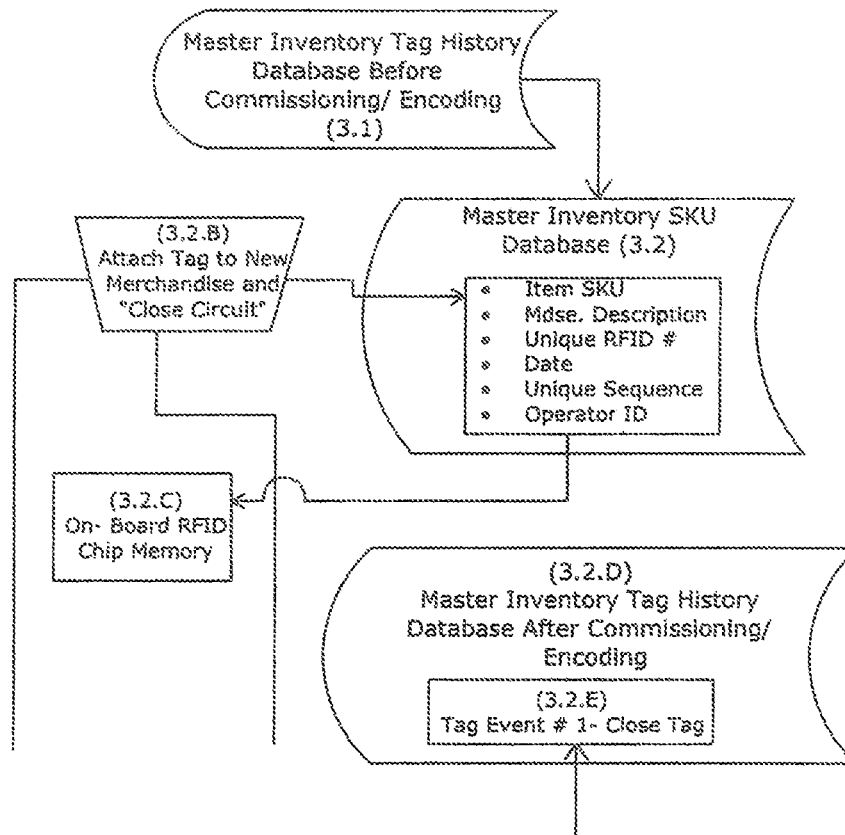 Master Inventory Tag History
Database Before
Commissioning/ Encoding
(3.1)
Master Inventory SKU
Database (3.2)
(3.2.B)
Attach Tag to New
Merchandise and
"Close Circuit"
• Item SKU
• Mdse. Description
• Unique RFID #
• Date
• Unique Sequence
• Operator ID
(3.2.C)
On- Board RFID
Chip Memory
(3.2.D)
Master Inventory Tag History
Database After Commissioning/
Encoding
(3.2.E)
Tag Event # 1- Close Tag